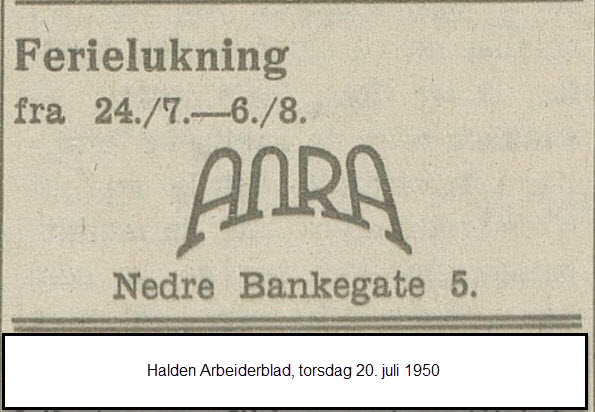 Ferielukning
fra 24./7.—6./8.
ANRA
Nedre Bankegate 5.
Halden Arbeiderblad, torsdag 20. juli 1950